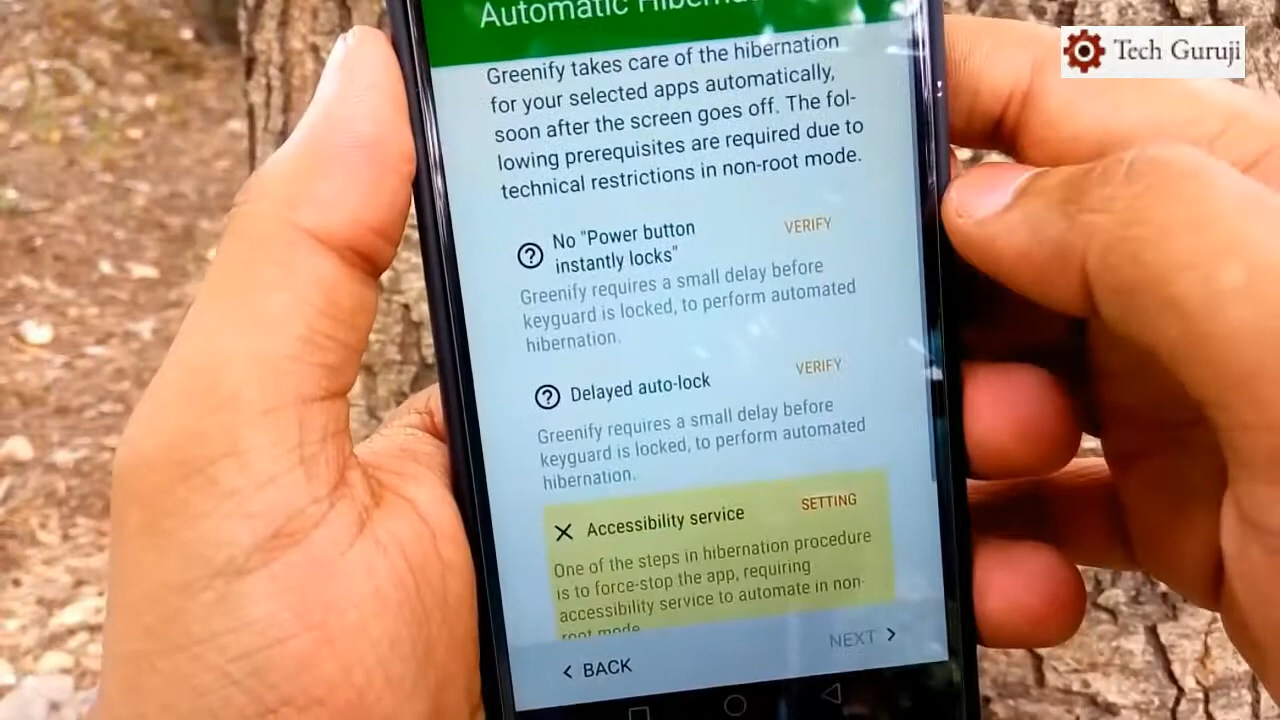 Automatic
Tech Guruji
Greenify takes care of the hibernation
for your selected apps automatically,
soon after the screen goes off. The fol-
lowing prerequisites are required due to
technical restrictions in non-root mode.
No "Power button
instantly locks"
VERIFY
Greenify requires a small delay before
keyguard is locked, to perform automated
hibernation.
Delayed auto-lock
VERIFY
Greenify requires a small delay before
keyguard is locked, to perform automated
hibernation.
Accessibility service
SETTING
One of the steps in hibernation procedure
is to force-stop the app, requiring
accessibility service to automate in non-
root mode
BACK
NEXT